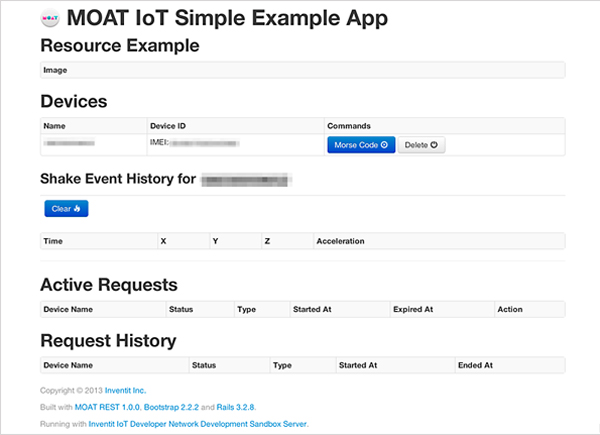 MOAT MOAT IoT Simple Example App
Resource Example
Image
Devices
Name Device ID Commands
IMEI: Morse Code Delete
Shake Event History for
Clear
Time X Y Z Acceleration
Active Requests
Device Name Status Type Started At Expired At Action
Request History
Device Name Status Type Started At Ended At
Copyright © 2013 Inventit Inc.
Built with MOAT REST 1.0.0, Bootstrap 2.2.2 and Rails 3.2.8.
Running with Inventit IoT Developer Network Development Sandbox Server.